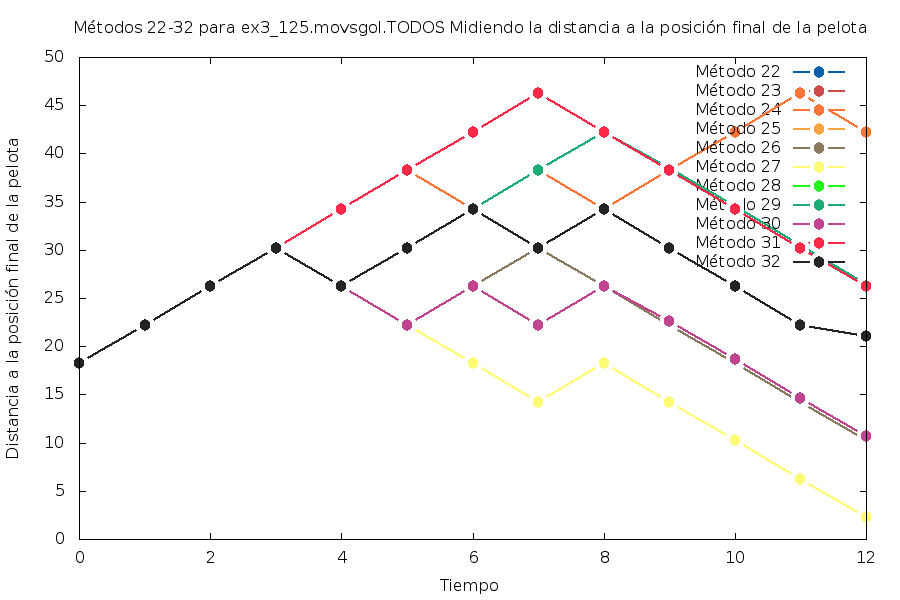 Métodos 22-32 para ex3_125.movsgol.TODOS Midiendo la distancia a la posición final de la pelota
Distancia a la posición final de la pelota
50
45
40
35
30
25
20
15
10
5
0
Método 22
Método 23
Método 24
Método 25
Método 26
Método 27
Método 28
Método 29
Método 30
Método 31
Método 32
0 2 4 6 8 10 12
Tiempo